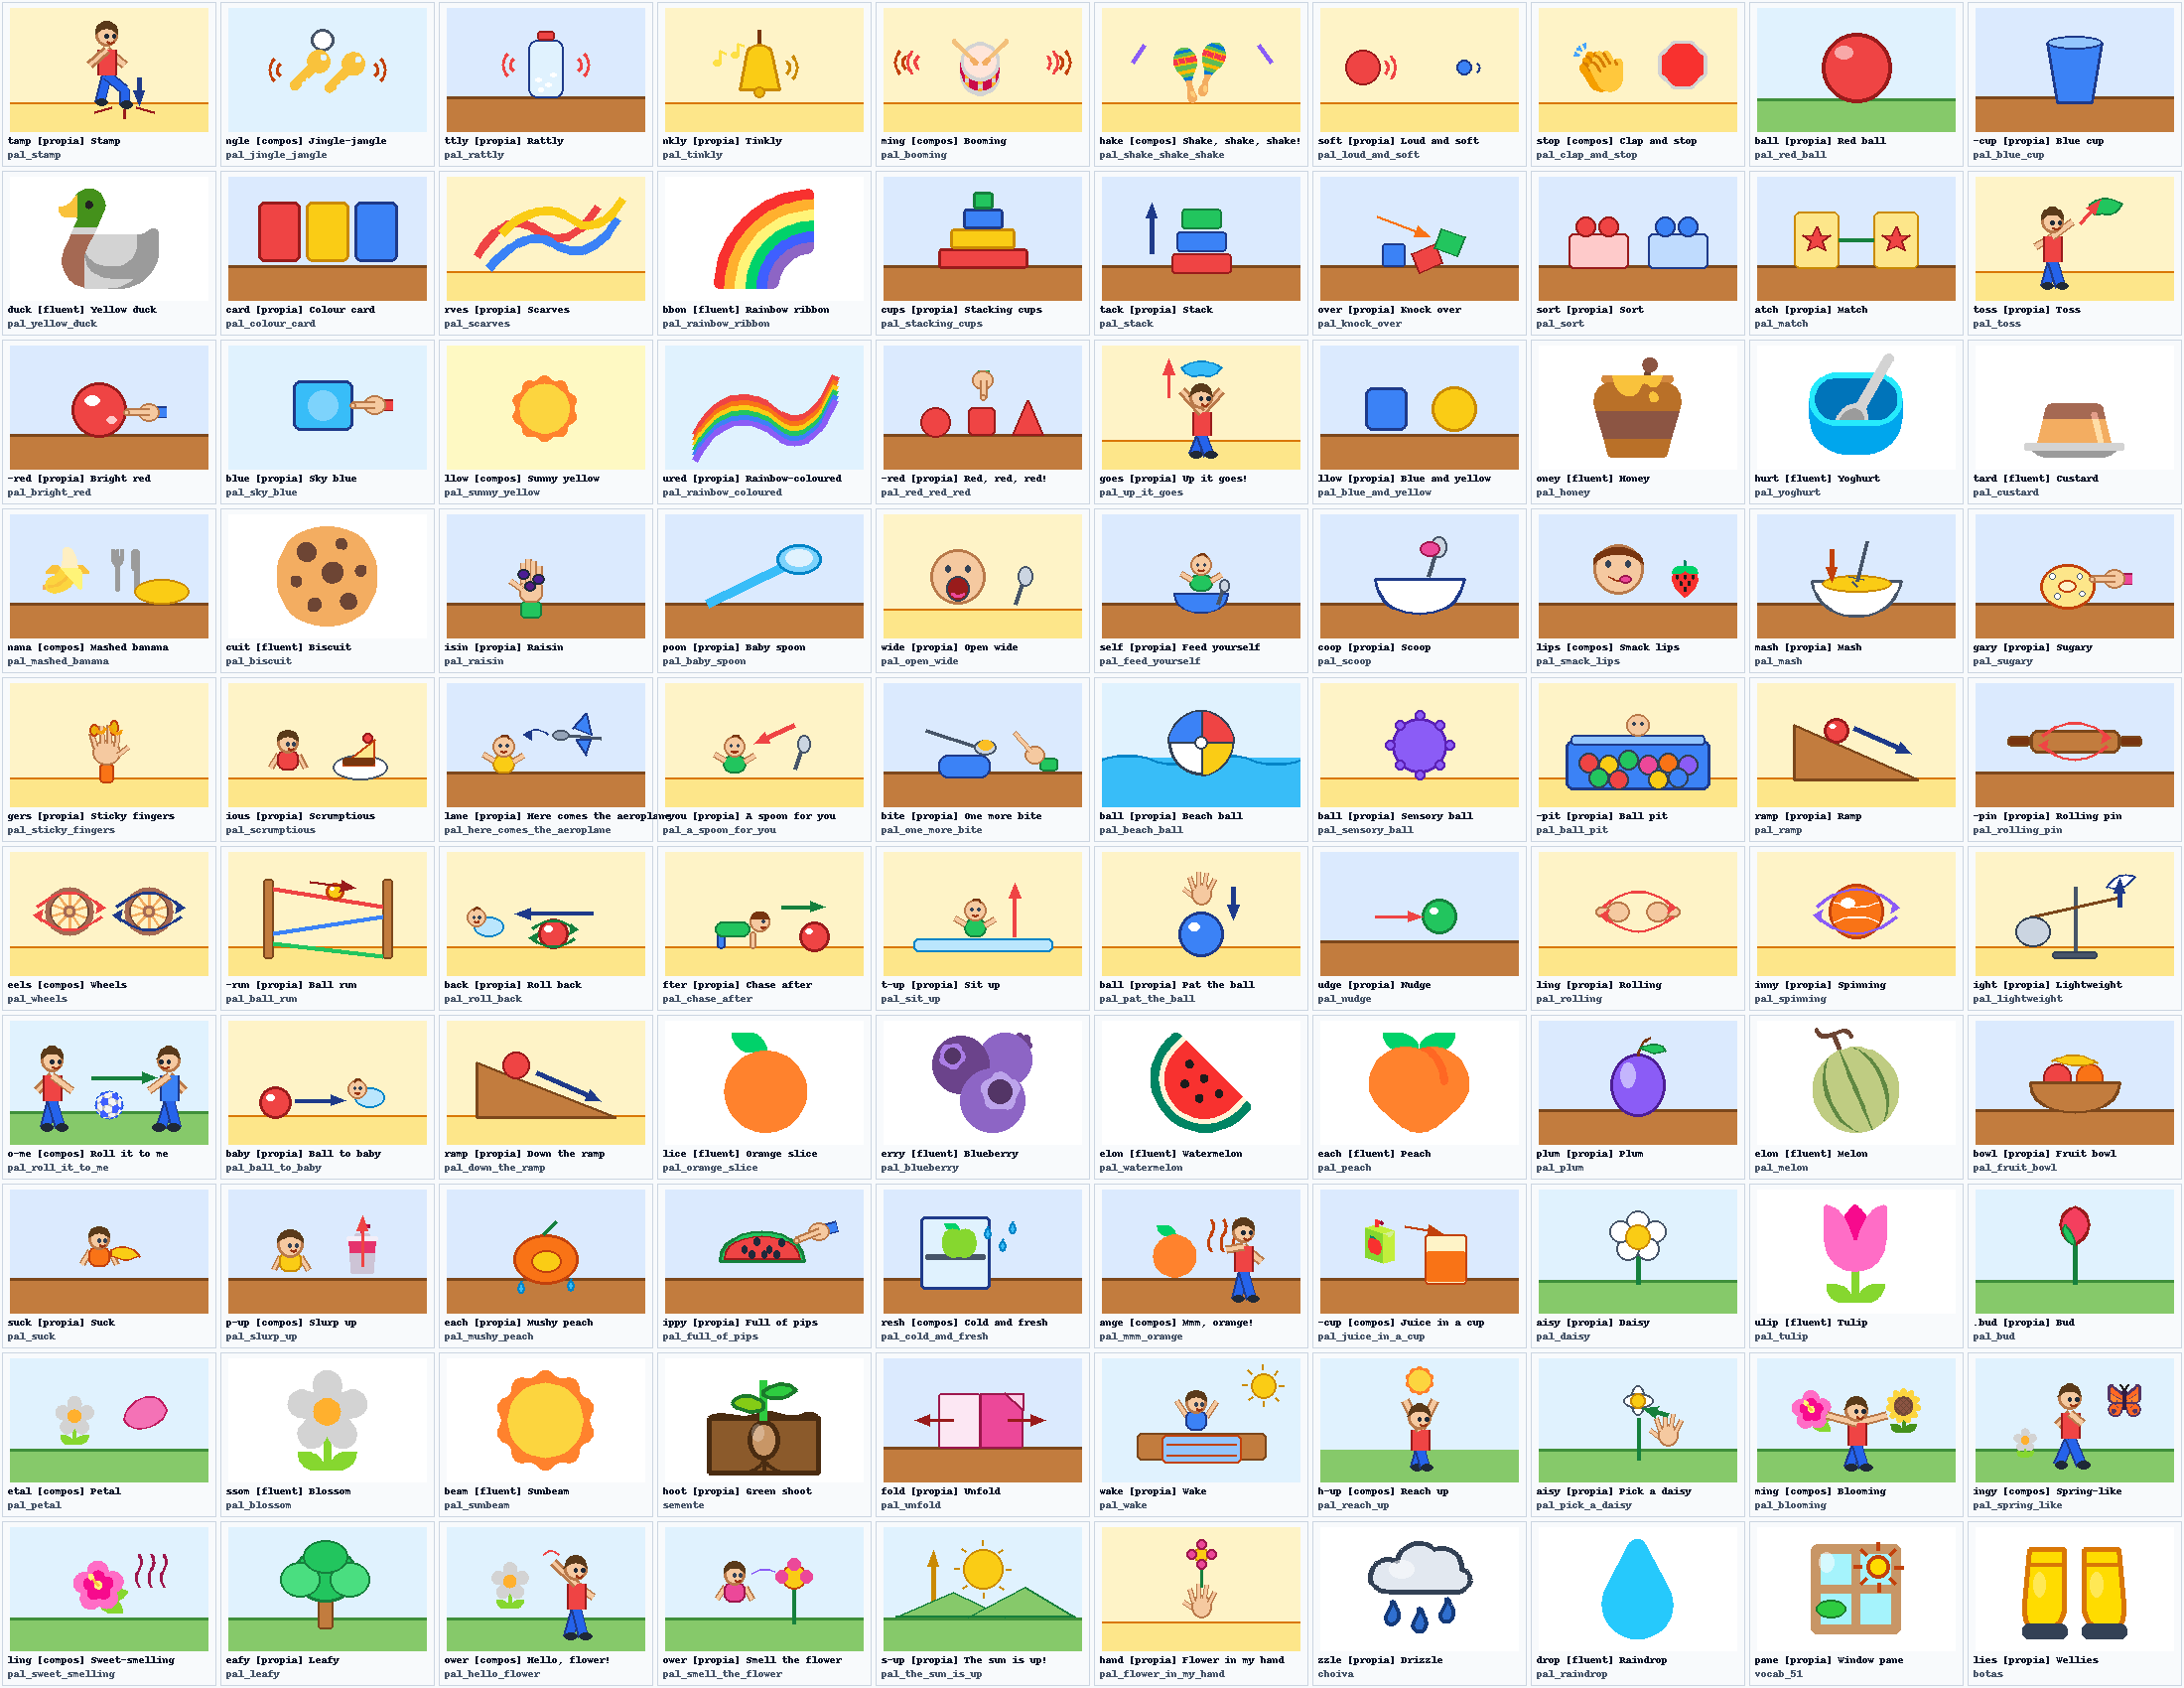 tamp [propia] Stamp
pal_stamp
ngle [compos] Jingle-jangle
pal_jingle_jangle
ttly [propia] Rattly
pal_rattly
nkly [propia] Tinkly
pal_tinkly
ming [compos] Booming
pal_booming
hake [compos] Shake, shake, shake!
pal_shake_shake_shake
soft [propia] Loud and soft
pal_loud_and_soft
stop [compos] Clap and stop
pal_clap_and_stop
ball [propia] Red ball
pal_red_ball
-cup [propia] Blue cup
pal_blue_cup
duck [fluent] Yellow duck
pal_yellow_duck
card [propia] Colour card
pal_colour_card
rves [propia] Scarves
pal_scarves
bbon [fluent] Rainbow ribbon
pal_rainbow_ribbon
cups [propia] Stacking cups
pal_stacking_cups
tack [propia] Stack
pal_stack
over [propia] Knock over
pal_knock_over
sort [propia] Sort
pal_sort
atch [propia] Match
pal_match
toss [propia] Toss
pal_toss
-red [propia] Bright red
pal_bright_red
blue [propia] Sky blue
pal_sky_blue
llow [compos] Sunny yellow
pal_sunny_yellow
ured [propia] Rainbow-coloured
pal_rainbow_coloured
-red [propia] Red, red, red!
pal_red_red_red
goes [propia] Up it goes!
pal_up_it_goes
llow [propia] Blue and yellow
pal_blue_and_yellow
oney [fluent] Honey
pal_honey
hurt [fluent] Yoghurt
pal_yoghurt
tard [fluent] Custard
pal_custard
nana [compos] Mashed banana
pal_mashed_banana
cuit [fluent] Biscuit
pal_biscuit
isin [propia] Raisin
pal_raisin
poon [propia] Baby spoon
pal_baby_spoon
wide [propia] Open wide
pal_open_wide
self [propia] Feed yourself
pal_feed_yourself
coop [propia] Scoop
pal_scoop
lips [compos] Smack lips
pal_smack_lips
mash [propia] Mash
pal_mash
gary [propia] Sugary
pal_sugary
gers [propia] Sticky fingers
pal_sticky_fingers
ious [propia] Scrumptious
pal_scrumptious
lane [propia] Here comes the aeroplane
pal_here_comes_the_aeroplane
you [propia] A spoon for you
pal_a_spoon_for_you
bite [propia] One more bite
pal_one_more_bite
ball [propia] Beach ball
pal_beach_ball
ball [propia] Sensory ball
pal_sensory_ball
-pit [propia] Ball pit
pal_ball_pit
ramp [propia] Ramp
pal_ramp
-pin [propia] Rolling pin
pal_rolling_pin
eels [compos] Wheels
pal_wheels
-run [propia] Ball run
pal_ball_run
back [propia] Roll back
pal_roll_back
fter [propia] Chase after
pal_chase_after
t-up [propia] Sit up
pal_sit_up
ball [propia] Pat the ball
pal_pat_the_ball
udge [propia] Nudge
pal_nudge
ling [propia] Rolling
pal_rolling
inny [propia] Spinning
pal_spinning
ight [propia] Lightweight
pal_lightweight
o-me [compos] Roll it to me
pal_roll_it_to_me
baby [propia] Ball to baby
pal_ball_to_baby
ramp [propia] Down the ramp
pal_down_the_ramp
lice [fluent] Orange slice
pal_orange_slice
erry [fluent] Blueberry
pal_blueberry
elon [fluent] Watermelon
pal_watermelon
each [fluent] Peach
pal_peach
plum [propia] Plum
pal_plum
elon [fluent] Melon
pal_melon
bowl [propia] Fruit bowl
pal_fruit_bowl
suck [propia] Suck
pal_suck
p-up [compos] Slurp up
pal_slurp_up
each [propia] Mushy peach
pal_mushy_peach
ippy [propia] Full of pips
pal_full_of_pips
resh [compos] Cold and fresh
pal_cold_and_fresh
ange [compos] Mmm, orange!
pal_mmm_orange
-cup [compos] Juice in a cup
pal_juice_in_a_cup
aisy [propia] Daisy
pal_daisy
ulip [fluent] Tulip
pal_tulip
.bud [propia] Bud
pal_bud
etal [compos] Petal
pal_petal
ssom [fluent] Blossom
pal_blossom
beam [fluent] Sunbeam
pal_sunbeam
hoot [propia] Green shoot
semente
fold [propia] Unfold
pal_unfold
wake [propia] Wake
pal_wake
h-up [compos] Reach up
pal_reach_up
aisy [propia] Pick a daisy
pal_pick_a_daisy
ming [compos] Blooming
pal_blooming
ingy [compos] Spring-like
pal_spring_like
ling [compos] Sweet-smelling
pal_sweet_smelling
eafy [propia] Leafy
pal_leafy
ower [compos] Hello, flower!
pal_hello_flower
ower [propia] Smell the flower
pal_smell_the_flower
s-up [propia] The sun is up!
pal_the_sun_is_up
hand [propia] Flower in my hand
pal_flower_in_my_hand
zzle [propia] Drizzle
choiva
drop [fluent] Raindrop
pal_raindrop
pane [propia] Window pane
vocab_51
lies [propia] Wellies
botas